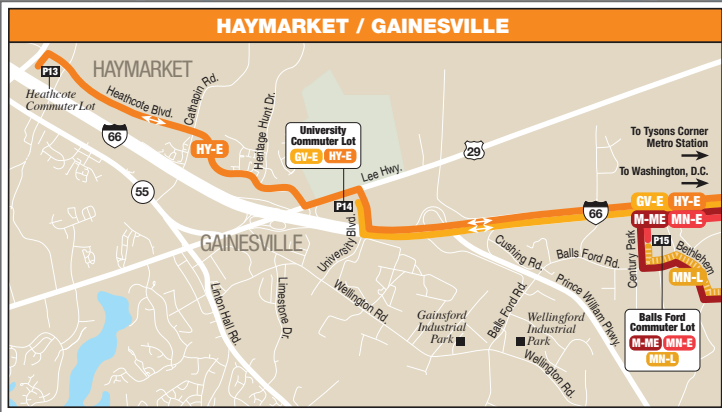 HAYMARKET / GAINESVILLE
P13
HAYMARKET
Heathcote
Commuter Lot
Heathcote Blvd.
Cathapin Rd.
Heritage Hunt Dr.
66
HY-E
University
Commuter Lot
GV-E HY-E
Lee Hwy.
29
To Tysons Corner
Metro Station
To Washington, D.C.
55
P14
GAINESVILLE
University Blvd.
66
GV-E HY-E
M-ME MN-E
P15
Century Park
Bethlehem
MN-L
Cushing Rd.
Balls Ford Rd.
Prince William Pkwy.
Linton Hall Rd.
Limestone Dr.
Wellington Rd.
Gainsford
Industrial
Park
Balls Ford Rd.
Wellingford
Industrial
Park
Wellington Rd.
Balls Ford
Commuter Lot
M-ME MN-E
MN-L